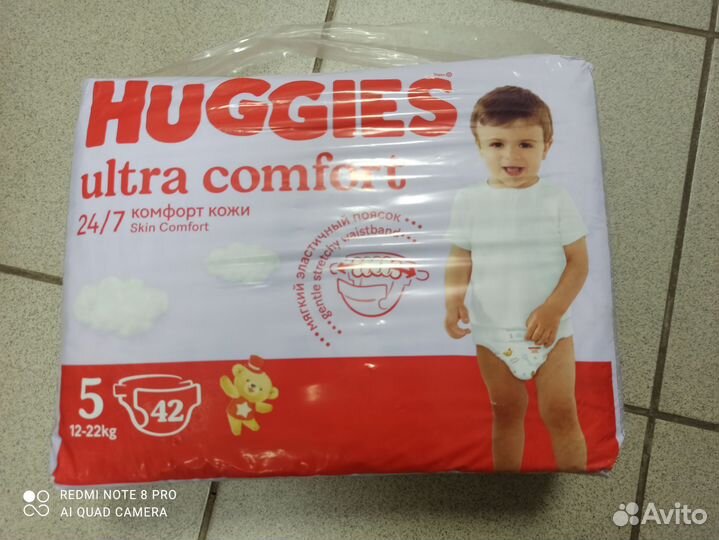 HUGGIES
ultra comfort
24/7 комфорт кожи
Skin Comfort
мягкий эластичный поясок
gentle stretchy waistband
5
42
12-22kg
REDMI NOTE 8 PRO
AI QUAD CAMERA
Avito